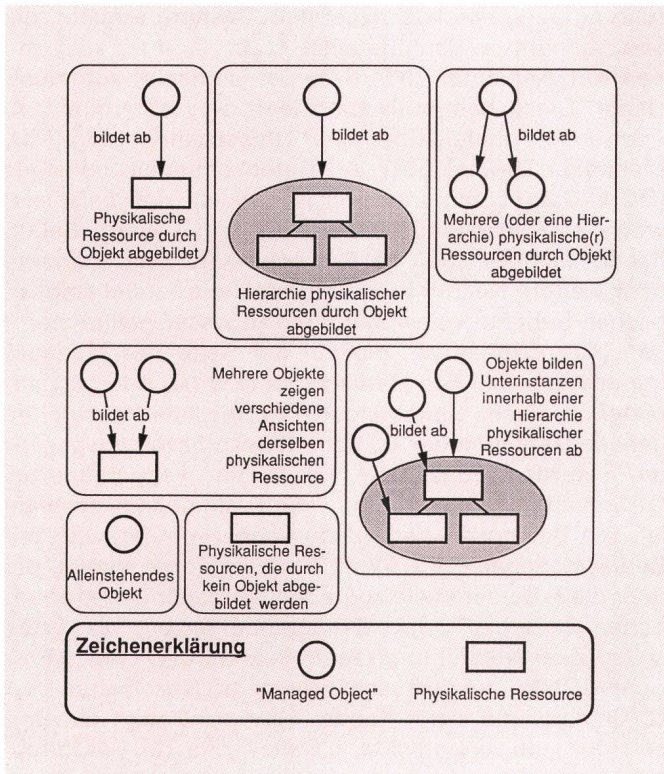 bildet ab
Physikalische
Ressource durch
Objekt abgebildet
bildet ab
Hierarchie physikalischer
Ressourcen durch Objekt
abgebildet
bildet ab
Mehrere (oder eine Hier-
archie) physikalische(r)
Ressourcen durch Objekt
abgebildet
bildet ab
Mehrere Objekte
zeigen
verschiedene
Ansichten
derselben
physikalischen
Ressource
Objekte bilden
Unterinstanzen
innerhalb einer
Hierarchie
physikalischer
Ressourcen ab
bildet ab
Alleinstehendes
Objekt
Physikalische Res-
sourcen, die durch
kein Objekt abge-
bildet werden
Zeichenerklärung
"Managed Object"
Physikalische Ressource